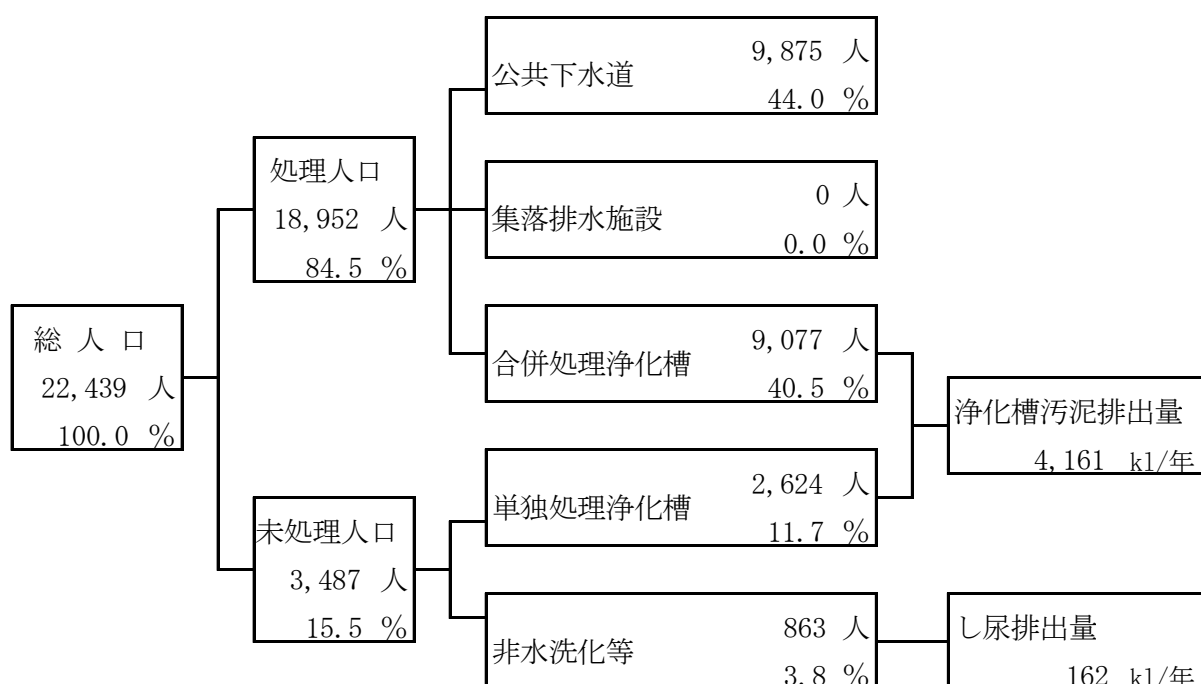 総 人 口
22,439 人
100.0 %
処理人口
18,952 人
84.5 %
未処理人口
3,487 人
15.5 %
公共下水道
9,875 人
44.0 %
集落排水施設
0 人
0.0 %
合併処理浄化槽
9,077 人
40.5 %
単独処理浄化槽
2,624 人
11.7 %
非水洗化等
863 人
3.8 %
浄化槽汚泥排出量
4,161 kl/年
し尿排出量
162 kl/年